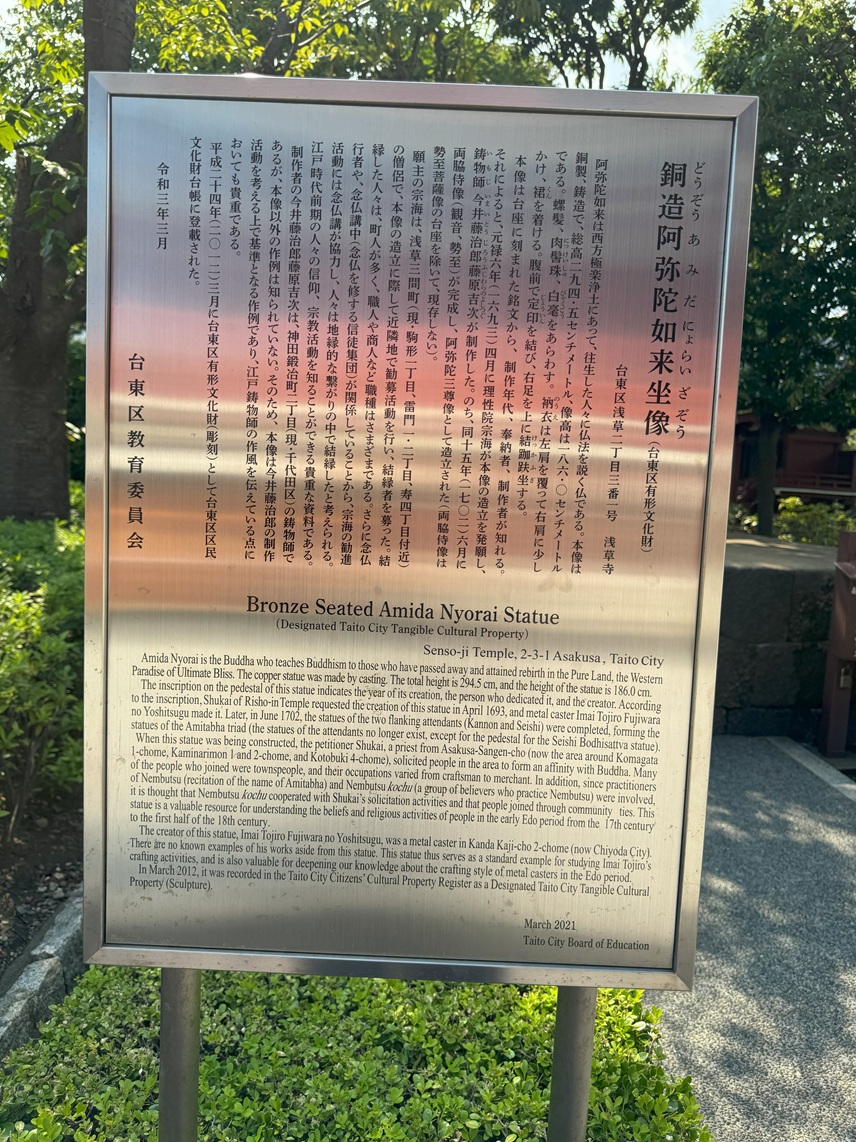 どうぞう あ み だ にょらい ざ ぞう
銅造阿弥陀如来坐像(台東区有形文化財)
台東区浅草二丁目三番一号 浅草寺
阿弥陀如来は西方極楽浄土にあって、往生した人々に仏法を説く仏である。本像は
銅製、鋳造で、総高二九四・五センチメートル、像高は一八六・〇センチメートル
である。螺髪、肉髻珠、白毫をあらわす。衲衣は左肩を覆って右肩に少し
かけ、裙を着ける。腹前で定印を結び、右足を上に結跏趺坐する。
本像は台座に刻まれた銘文から、制作年代、奉納者、制作者が知れる。
それによると、元禄六年(一六九三)四月に理性院宗海が本像の造立を発願し、
鋳物師 今井藤治郎藤原吉次が制作した。のち、同十五年(一七〇二)六月に
両脇侍像(観音、勢至)が完成し、阿弥陀三尊像として造立された(両脇侍像は
勢至菩薩像の台座を除いて、現存しない)。
願主の宗海は、浅草三間町(現・駒形一丁目、雷門一・二丁目、寿四丁目付近)
の僧侶で、本像の造立に際して近隣地で勧募活動を行い、結縁者を募った。結
縁した人々は、町人が多く、職人や商人など職種はさまざまである。さらに念仏
行者や、念仏講中(念仏を修する信徒集団)が関係していることから、宗海の勧進
活動には念仏講が協力し、人々は地縁的な繋がりの中で結縁したと考えられる。
江戸時代前期の人々の信仰、宗教活動を知ることができる貴重な資料である。
制作者の今井藤治郎藤原吉次は、神田鍛冶町二丁目(現・千代田区)の鋳物師で
あるが、本像以外の作例は知られていない。そのため、本像は今井藤治郎の制作
活動を考える上で基準となる作例であり、江戸鋳物師の作風を伝えている点に
おいても貴重である。
平成二十四年(二〇一二)三月に台東区有形文化財(彫刻)として台東区区民
文化財台帳に登載された。
令和三年三月
台東区教育委員会
Bronze Seated Amida Nyorai Statue
(Designated Taito City Tangible Cultural Property)
Senso-ji Temple, 2-3-1 Asakusa, Taito City
Amida Nyorai is the Buddha who teaches Buddhism to those who have passed away and attained rebirth in the Pure Land, the Western
Paradise of Ultimate Bliss. The copper statue was made by casting. The total height is 294.5 cm, and the height of the statue is 186.0 cm.
The inscription on the pedestal of this statue indicates the year of its creation, the person who dedicated it, and the creator. According
to the inscription, Shukai of Risho-in Temple requested the creation of this statue in April 1693, and metal caster Imai Tojiro Fujiwara
no Yoshitsugu made it. Later, in June 1702, the statues of the two flanking attendants (Kannon and Seishi) were completed, forming the
statues of the Amitabha triad (the statues of the attendants no longer exist, except for the pedestal for the Seishi Bodhisattva statue).
When this statue was being constructed, the petitioner Shukai, a priest from Asakusa-Sangen-cho (now the area around Komagata
1-chome, Kaminarimon 1 and 2-chome, and Kotobuki 4-chome), solicited people in the area to form an affinity with Buddha. Many
of the people who joined were townspeople, and their occupations varied from craftsman to merchant. In addition, since practitioners
of Nembutsu (recitation of the name of Amitabha) and Nembutsu kochu (a group of believers who practice Nembutsu) were involved,
it is thought that Nembutsu kochu cooperated with Shukai's solicitation activities and that people joined through community ties. This
statue is a valuable resource for understanding the beliefs and religious activities of people in the early Edo period from the 17th century
to the first half of the 18th century.
The creator of this statue, Imai Tojiro Fujiwara no Yoshitsugu, was a metal caster in Kanda Kaji-cho 2-chome (now Chiyoda City).
There are no known examples of his works aside from this statue. This statue thus serves as a standard example for studying Imai Tojiro's
crafting activities, and is also valuable for deepening our knowledge about the crafting style of metal casters in the Edo period.
In March 2012, it was recorded in the Taito City Citizens' Cultural Property Register as a Designated Taito City Tangible Cultural
Property (Sculpture).
March 2021
Taito City Board of Education